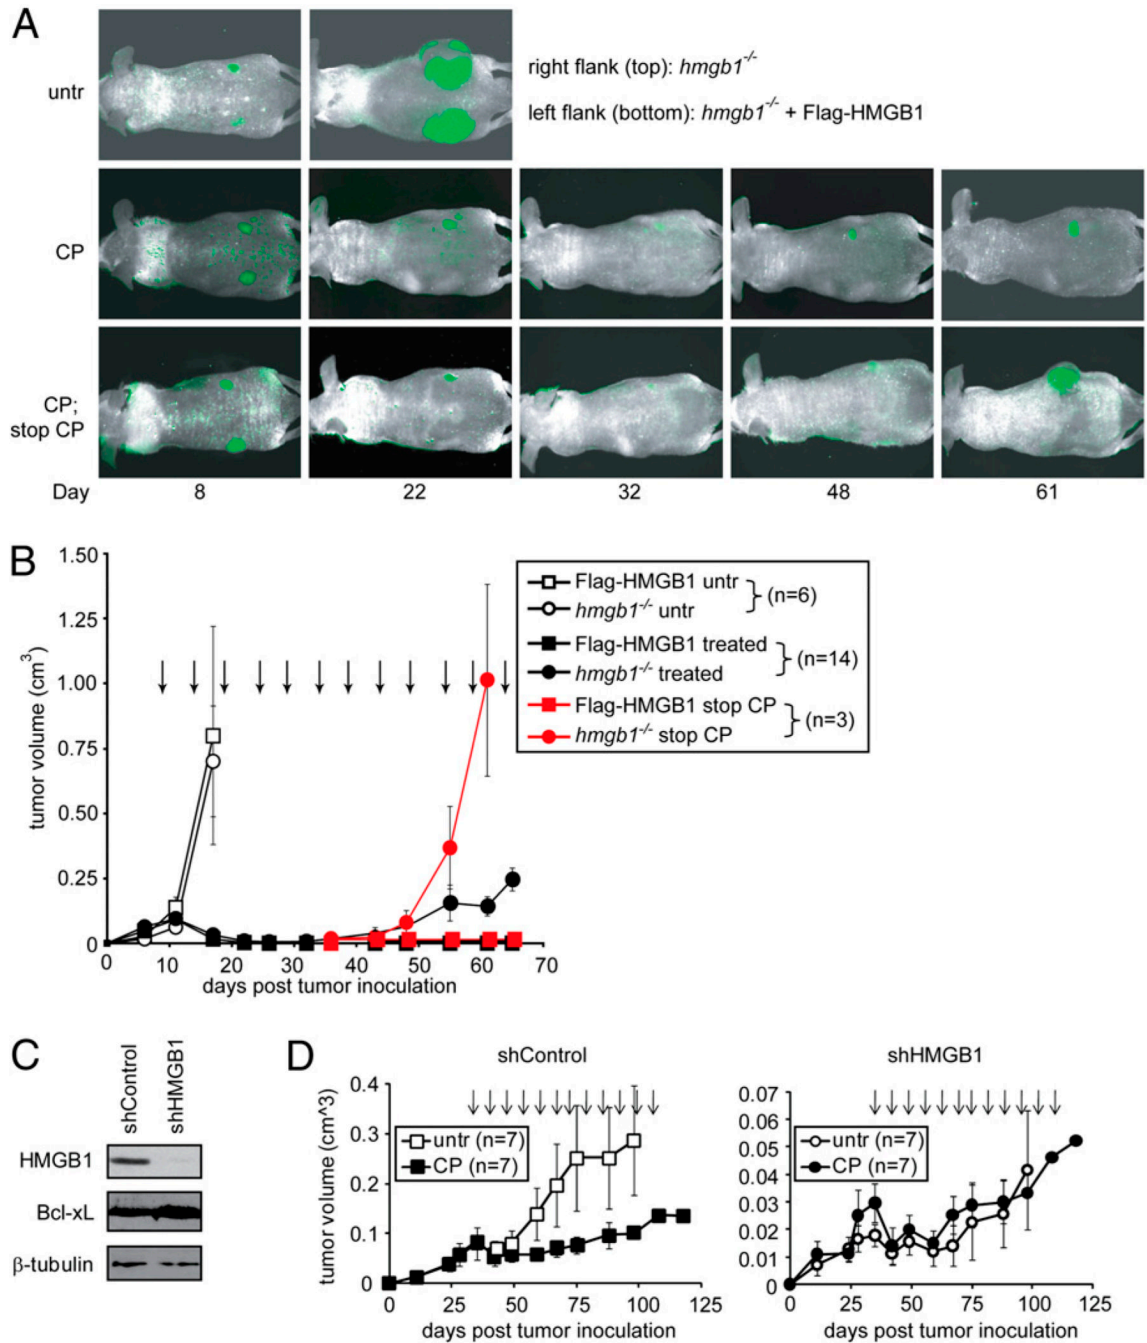 A
untr
right flank (top): hmgb1-/-
left flank (bottom): hmgb1-/- + Flag-HMGB1
CP
CP;
stop CP
Day 8 22 32 48 61
B
tumor volume (cm3)
1.50
1.25
1.00
0.75
0.50
0.25
0
0 10 20 30 40 50 60 70
days post tumor inoculation
Flag-HMGB1 untr
hmgb1-/- untr
(n=6)
Flag-HMGB1 treated
hmgb1-/- treated
(n=14)
Flag-HMGB1 stop CP
hmgb1-/- stop CP
(n=3)
C
shControl
shHMGB1
HMGB1
Bcl-xL
β-tubulin
D
shControl
tumor volume (cm^3)
0.4
0.3
0.2
0.1
0
untr (n=7)
CP (n=7)
0 25 50 75 100 125
days post tumor inoculation
shHMGB1
0.07
0.06
0.05
0.04
0.03
0.02
0.01
0
untr (n=7)
CP (n=7)
0 25 50 75 100 125
days post tumor inoculation